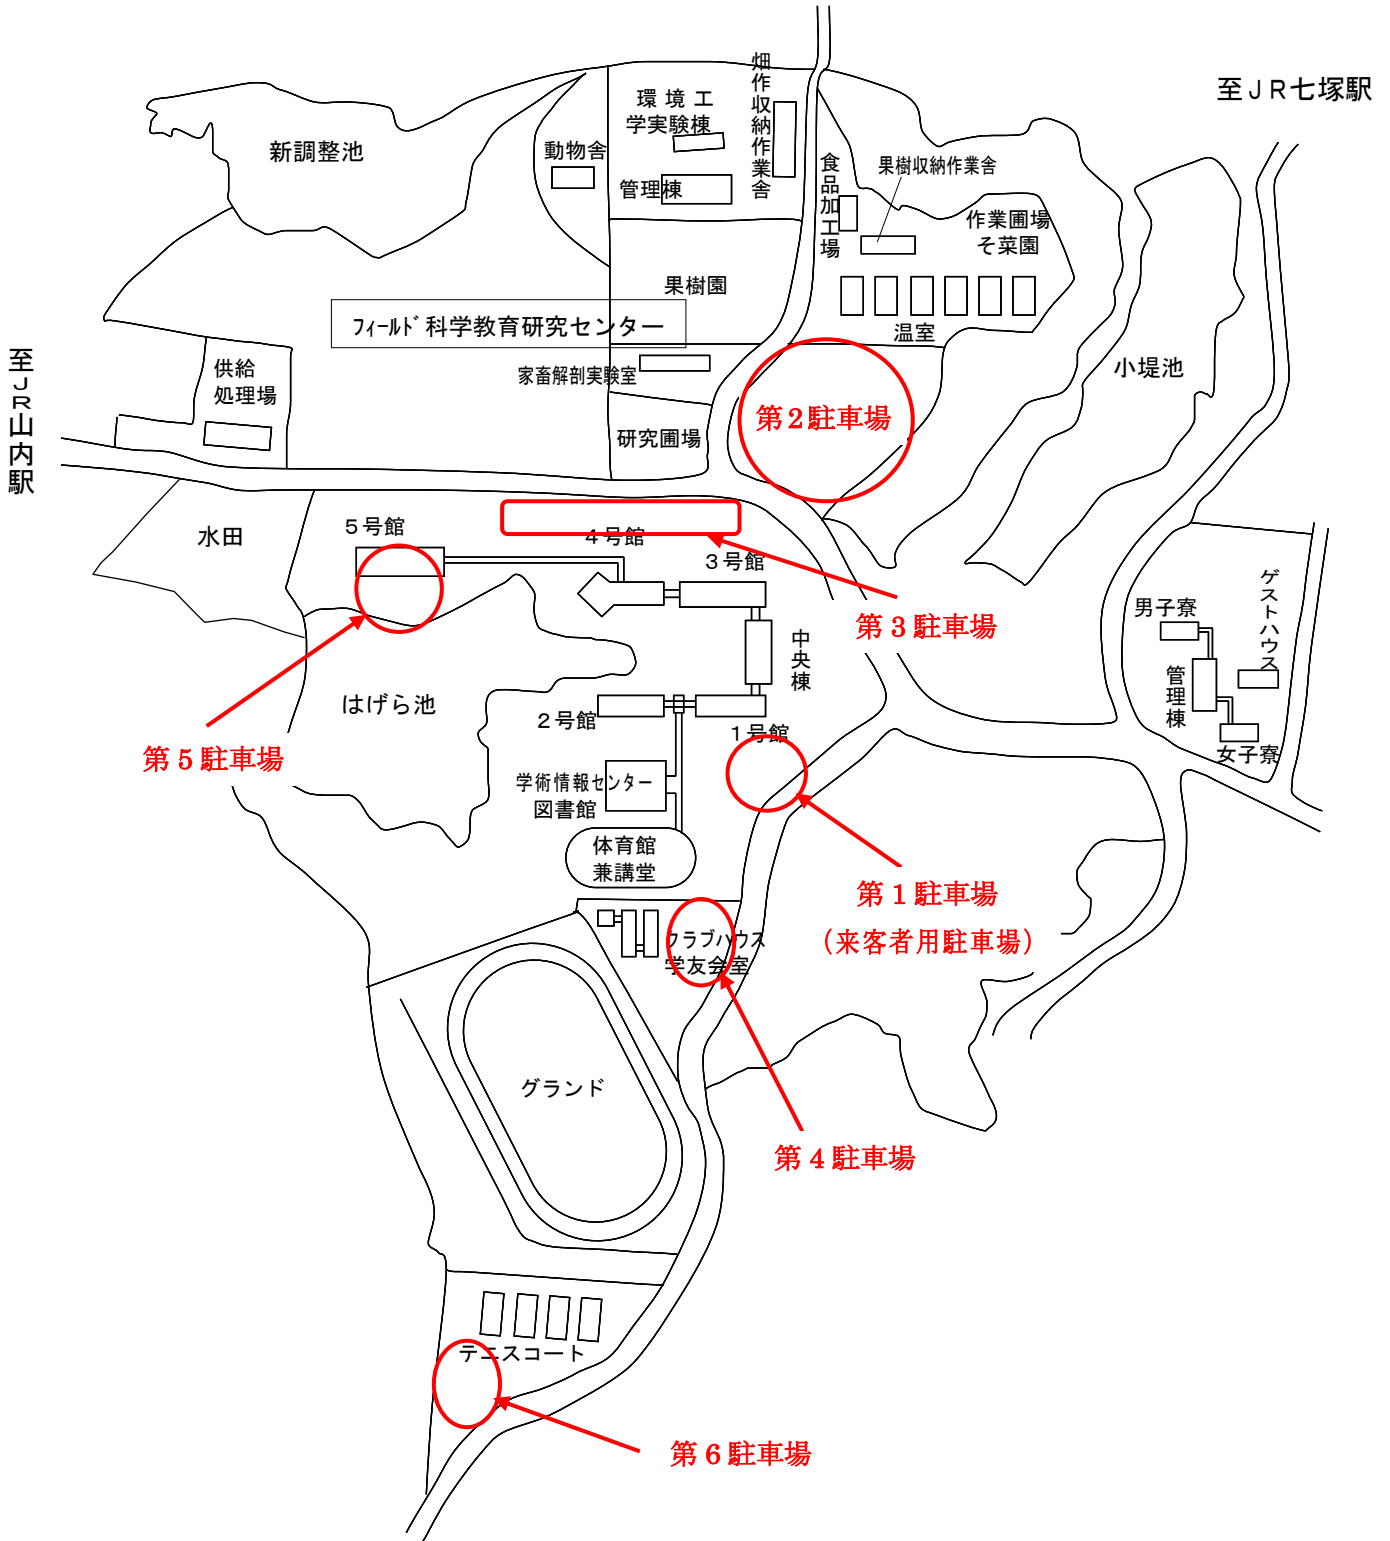 至ＪＲ七塚駅
新調整池
動物舎
環境工
学実験棟
管理棟
畑作収納作業舎
食品加工場
果樹収納作業舎
作業圃場
そ菜園
果樹園
温室
ﾌｨｰﾙﾄﾞ科学教育研究センター
家畜解剖実験室
研究圃場
供給
処理場
至ＪＲ山内駅
小堤池
第２駐車場
水田
５号館
４号館
３号館
第３駐車場
中央棟
はげら池
２号館
１号館
第５駐車場
学術情報センター
図書館
体育館
兼講堂
男子寮
ゲストハウス
管理棟
女子寮
第１駐車場
（来客者用駐車場）
クラブハウス
学友会室
グランド
第４駐車場
テニスコート
第６駐車場